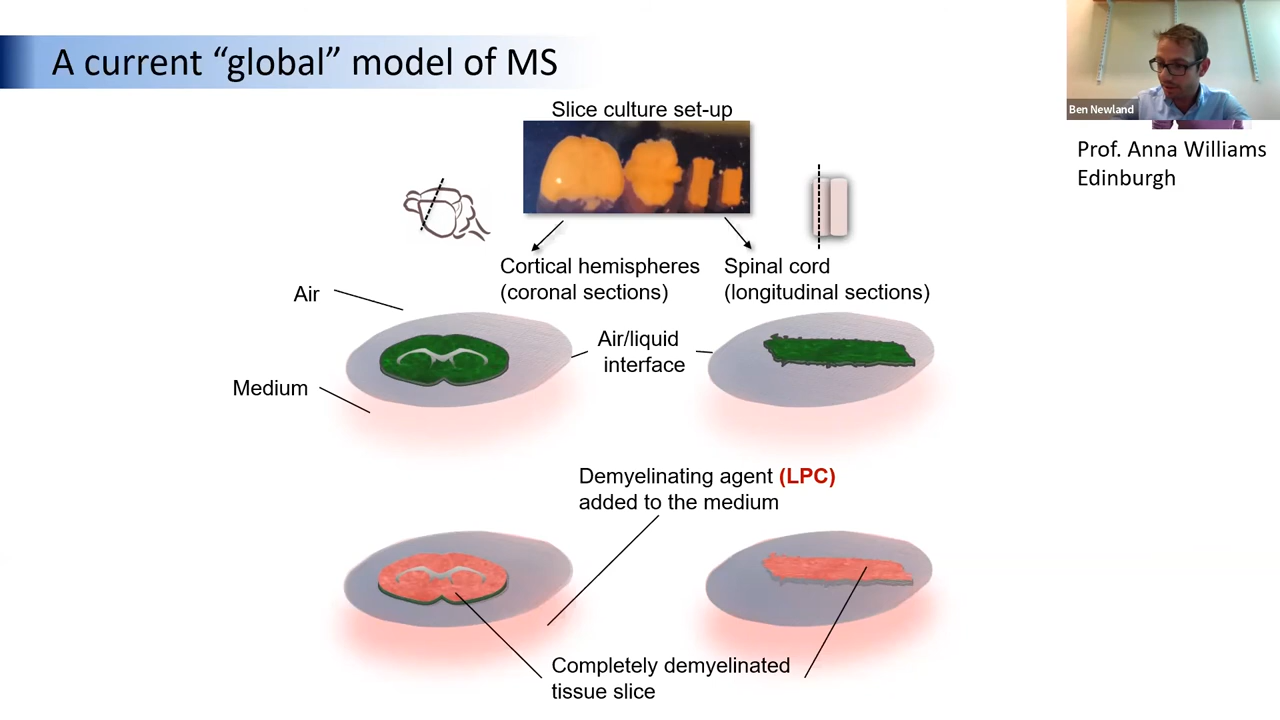 A current “global” model of MS
Ben Newland
Prof. Anna Williams
Edinburgh
Slice culture set-up
Cortical hemispheres
(coronal sections)
Spinal cord
(longitudinal sections)
Air
Air/liquid
interface
Medium
Demyelinating agent (LPC)
added to the medium
Completely demyelinated
tissue slice